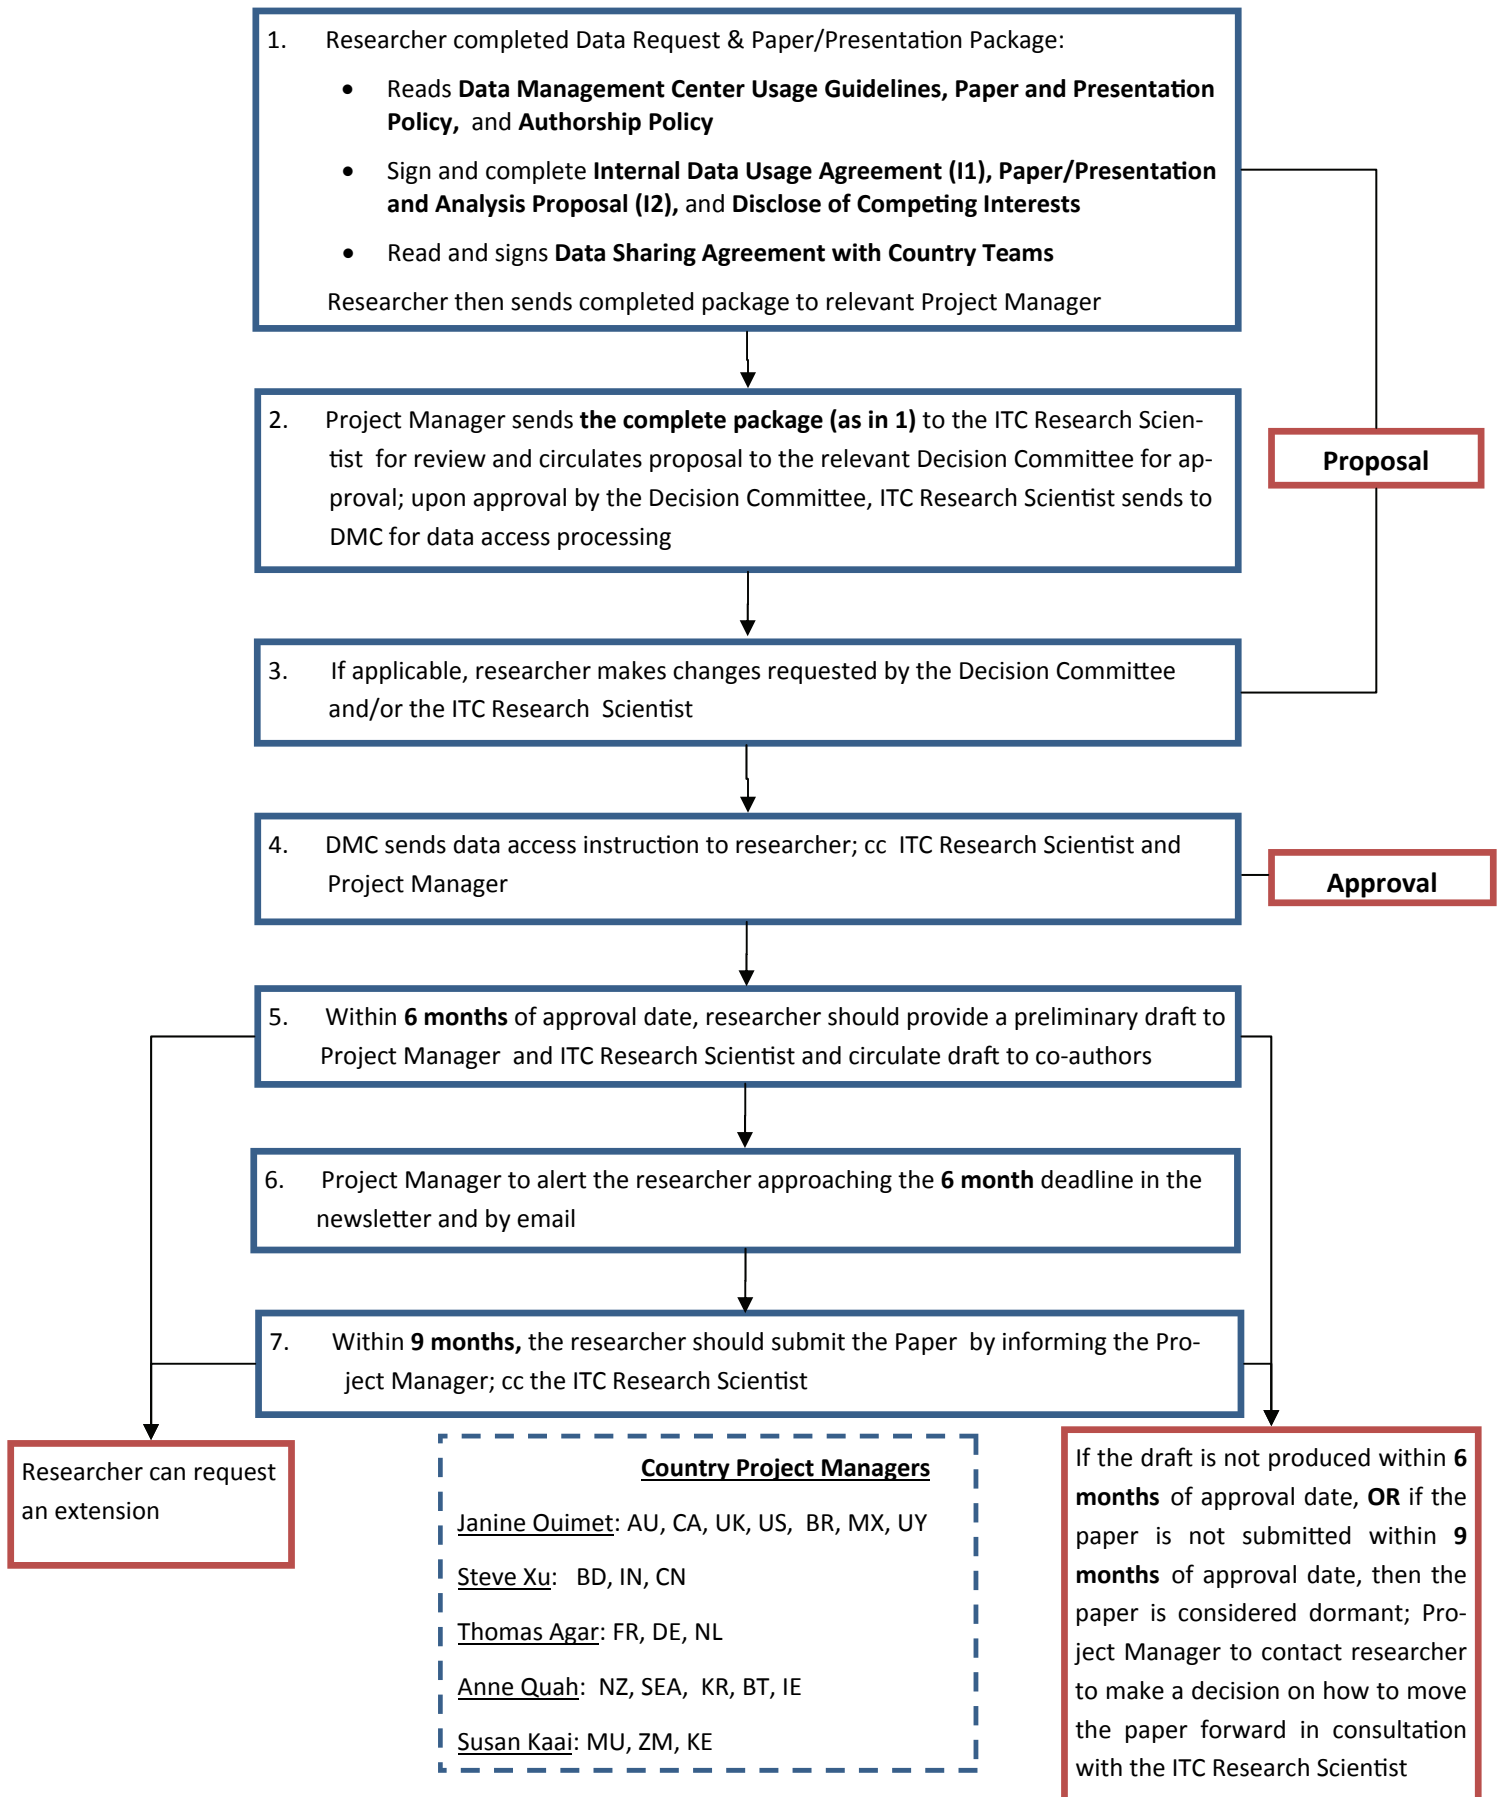 1. Researcher completed Data Request & Paper/Presentation Package:
• Reads Data Management Center Usage Guidelines, Paper and Presentation
Policy, and Authorship Policy
• Sign and complete Internal Data Usage Agreement (I1), Paper/Presentation
and Analysis Proposal (I2), and Disclose of Competing Interests
• Read and signs Data Sharing Agreement with Country Teams
Researcher then sends completed package to relevant Project Manager
2. Project Manager sends the complete package (as in 1) to the ITC Research Scien-
tist for review and circulates proposal to the relevant Decision Committee for ap-
proval; upon approval by the Decision Committee, ITC Research Scientist sends to
DMC for data access processing
Proposal
3. If applicable, researcher makes changes requested by the Decision Committee
and/or the ITC Research Scientist
4. DMC sends data access instruction to researcher; cc ITC Research Scientist and
Project Manager
Approval
5. Within 6 months of approval date, researcher should provide a preliminary draft to
Project Manager and ITC Research Scientist and circulate draft to co-authors
6. Project Manager to alert the researcher approaching the 6 month deadline in the
newsletter and by email
7. Within 9 months, the researcher should submit the Paper by informing the Pro-
ject Manager; cc the ITC Research Scientist
Researcher can request
an extension
Country Project Managers
Janine Ouimet: AU, CA, UK, US, BR, MX, UY
Steve Xu: BD, IN, CN
Thomas Agar: FR, DE, NL
Anne Quah: NZ, SEA, KR, BT, IE
Susan Kaai: MU, ZM, KE
If the draft is not produced within 6
months of approval date, OR if the
paper is not submitted within 9
months of approval date, then the
paper is considered dormant; Pro-
ject Manager to contact researcher
to make a decision on how to move
the paper forward in consultation
with the ITC Research Scientist